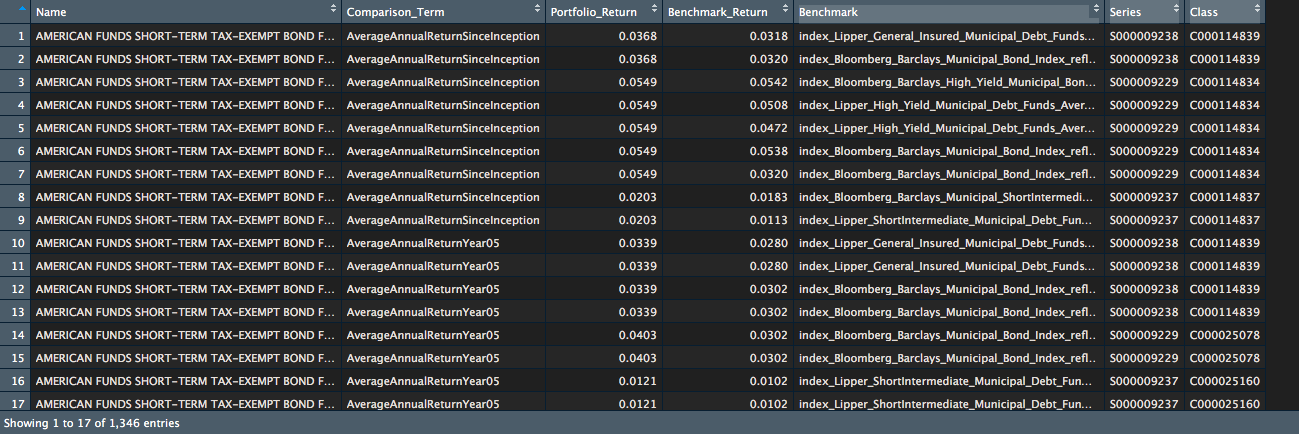 Name Comparison_Term Portfolio_Return Benchmark_Return Benchmark Series Class
1 AMERICAN FUNDS SHORT-TERM TAX-EXEMPT BOND F... AverageAnnualReturnSinceInception 0.0368 0.0318 index_Lipper_General_Insured_Municipal_Debt_Funds... S000009238 C000114839
2 AMERICAN FUNDS SHORT-TERM TAX-EXEMPT BOND F... AverageAnnualReturnSinceInception 0.0368 0.0320 index_Bloomberg_Barclays_Municipal_Bond_Index_refl... S000009238 C000114839
3 AMERICAN FUNDS SHORT-TERM TAX-EXEMPT BOND F... AverageAnnualReturnSinceInception 0.0549 0.0542 index_Bloomberg_Barclays_High_Yield_Municipal_Bon... S000009229 C000114834
4 AMERICAN FUNDS SHORT-TERM TAX-EXEMPT BOND F... AverageAnnualReturnSinceInception 0.0549 0.0508 index_Lipper_High_Yield_Municipal_Debt_Funds_Aver... S000009229 C000114834
5 AMERICAN FUNDS SHORT-TERM TAX-EXEMPT BOND F... AverageAnnualReturnSinceInception 0.0549 0.0472 index_Lipper_High_Yield_Municipal_Debt_Funds_Aver... S000009229 C000114834
6 AMERICAN FUNDS SHORT-TERM TAX-EXEMPT BOND F... AverageAnnualReturnSinceInception 0.0549 0.0538 index_Bloomberg_Barclays_Municipal_Bond_Index_refl... S000009229 C000114834
7 AMERICAN FUNDS SHORT-TERM TAX-EXEMPT BOND F... AverageAnnualReturnSinceInception 0.0549 0.0320 index_Bloomberg_Barclays_Municipal_Bond_Index_refl... S000009229 C000114834
8 AMERICAN FUNDS SHORT-TERM TAX-EXEMPT BOND F... AverageAnnualReturnSinceInception 0.0203 0.0183 index_Bloomberg_Barclays_Municipal_ShortIntermedi... S000009237 C000114837
9 AMERICAN FUNDS SHORT-TERM TAX-EXEMPT BOND F... AverageAnnualReturnSinceInception 0.0203 0.0113 index_Lipper_ShortIntermediate_Municipal_Debt_Fun... S000009237 C000114837
10 AMERICAN FUNDS SHORT-TERM TAX-EXEMPT BOND F... AverageAnnualReturnYear05 0.0339 0.0280 index_Lipper_General_Insured_Municipal_Debt_Funds... S000009238 C000114839
11 AMERICAN FUNDS SHORT-TERM TAX-EXEMPT BOND F... AverageAnnualReturnYear05 0.0339 0.0280 index_Lipper_General_Insured_Municipal_Debt_Funds... S000009238 C000114839
12 AMERICAN FUNDS SHORT-TERM TAX-EXEMPT BOND F... AverageAnnualReturnYear05 0.0339 0.0302 index_Bloomberg_Barclays_Municipal_Bond_Index_refl... S000009238 C000114839
13 AMERICAN FUNDS SHORT-TERM TAX-EXEMPT BOND F... AverageAnnualReturnYear05 0.0339 0.0302 index_Bloomberg_Barclays_Municipal_Bond_Index_refl... S000009238 C000114839
14 AMERICAN FUNDS SHORT-TERM TAX-EXEMPT BOND F... AverageAnnualReturnYear05 0.0403 0.0302 index_Bloomberg_Barclays_Municipal_Bond_Index_refl... S000009229 C000025078
15 AMERICAN FUNDS SHORT-TERM TAX-EXEMPT BOND F... AverageAnnualReturnYear05 0.0403 0.0302 index_Bloomberg_Barclays_Municipal_Bond_Index_refl... S000009229 C000025078
16 AMERICAN FUNDS SHORT-TERM TAX-EXEMPT BOND F... AverageAnnualReturnYear05 0.0121 0.0102 index_Lipper_ShortIntermediate_Municipal_Debt_Fun... S000009237 C000025160
17 AMERICAN FUNDS SHORT-TERM TAX-EXEMPT BOND F... AverageAnnualReturnYear05 0.0121 0.0102 index_Lipper_ShortIntermediate_Municipal_Debt_Fun... S000009237 C000025160
Showing 1 to 17 of 1,346 entries